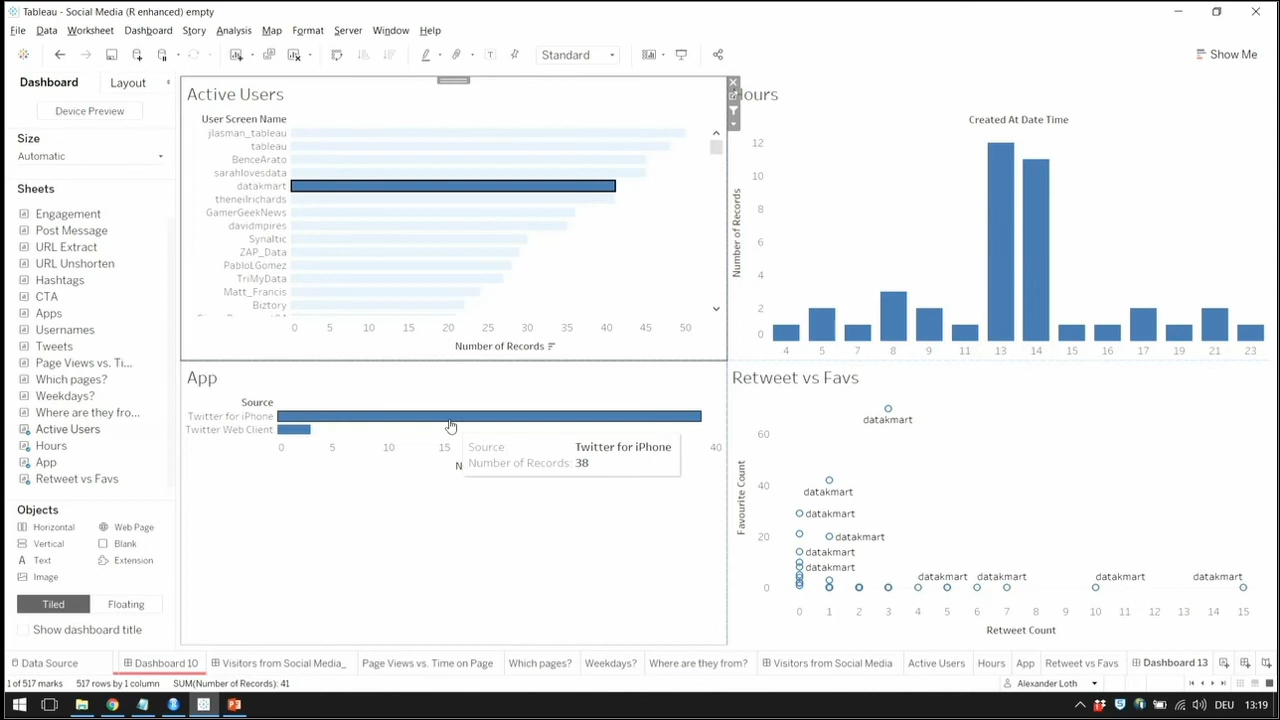 Tableau - Social Media (R enhanced) empty
File Data Worksheet Dashboard Story Analysis Map Format Server Window Help
Standard
Show Me
Dashboard Layout
Device Preview
Size
Automatic
Sheets
Engagement
Post Message
URL Extract
URL Unshorten
Hashtags
CTA
Apps
Usernames
Tweets
Page Views vs. Ti...
Which pages?
Weekdays?
Where are they fro...
Active Users
Hours
App
Retweet vs Favs
Objects
Horizontal Web Page
Vertical Blank
Text Extension
Image
Tiled Floating
Show dashboard title
Active Users
User Screen Name
jlasman_tableau
tableau
BenceArato
sarahlovesdata
datakmart
theneilrichards
GamerGeekNews
davidmpires
Synaltic
ZAP_Data
PabloLGomez
TriMyData
Matt_Francis
Biztory
0 5 10 15 20 25 30 35 40 45 50
Number of Records
Hours
Created At Date Time
Number of Records
12
10
8
6
4
2
0
4 5 7 8 9 11 13 14 15 16 17 19 21 23
App
Source
Twitter for iPhone
Twitter Web Client
0 5 10 15 40
N
Source Twitter for iPhone
Number of Records: 38
Retweet vs Favs
Favourite Count
60
40
20
0
datakmart
datakmart
datakmart
datakmart
datakmart
datakmart
datakmart datakmart datakmart datakmart
0 1 2 3 4 5 6 7 8 9 10 11 12 13 14 15
Retweet Count
Data Source Dashboard 10 Visitors from Social Media_ Page Views vs. Time on Page Which pages? Weekdays? Where are they from? Visitors from Social Media Active Users Hours App Retweet vs Favs Dashboard 13
1 of 517 marks 517 rows by 1 column SUM(Number of Records): 41 Alexander Loth
DEU 13:19